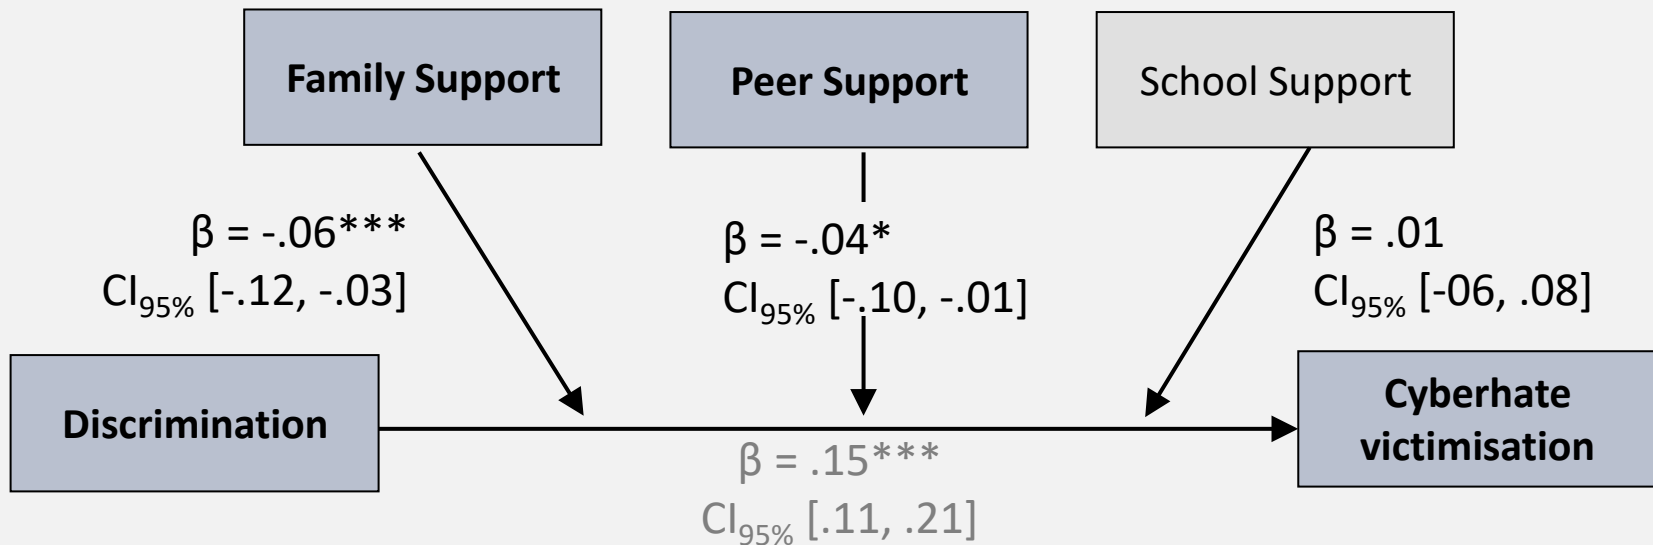 Family Support
Peer Support
School Support
β = -.06***
CI95% [-.12, -.03]
β = -.04*
CI95% [-.10, -.01]
β = .01
CI95% [-06, .08]
Discrimination
Cyberhate
victimisation
β = .15***
CI95% [.11, .21]